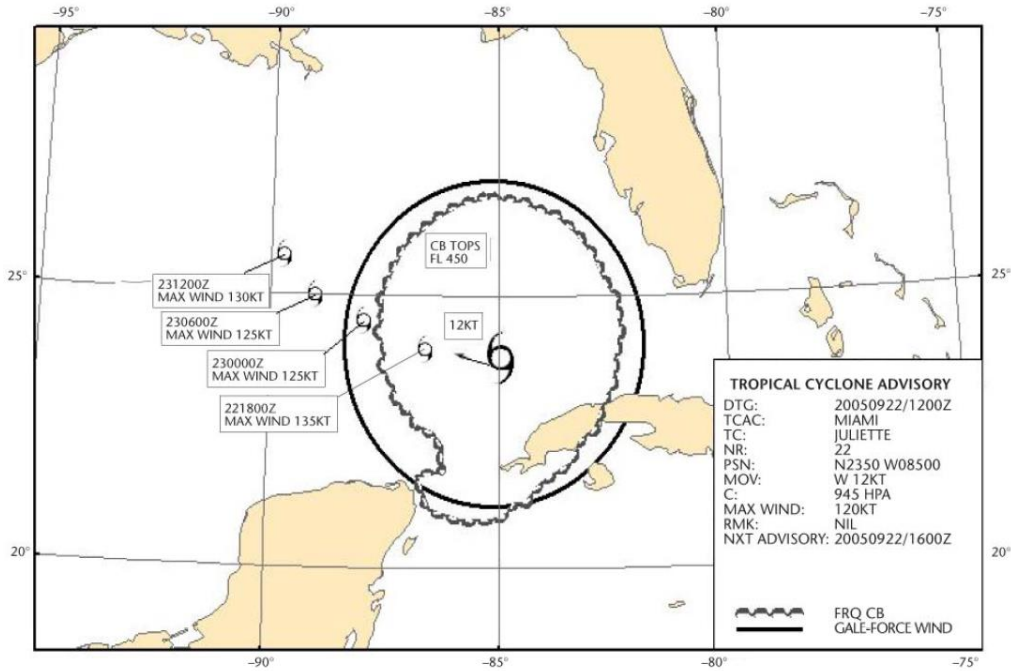 –95° –90° –85° –80° –75°
CB TOPS
FL 450
25° 25°
231200Z
MAX WIND 130KT
230600Z
MAX WIND 125KT
12KT
230000Z
MAX WIND 125KT
221800Z
MAX WIND 135KT
TROPICAL CYCLONE ADVISORY
DTG: 20050922/1200Z
TCAC: MIAMI
TC: JULIETTE
NR: 22
PSN: N2350 W08500
MOV: W 12KT
C: 945 HPA
MAX WIND: 120KT
RMK: NIL
NXT ADVISORY: 20050922/1600Z
20° 20°
FRQ CB
GALE-FORCE WIND
–90° –85° –80° –75°